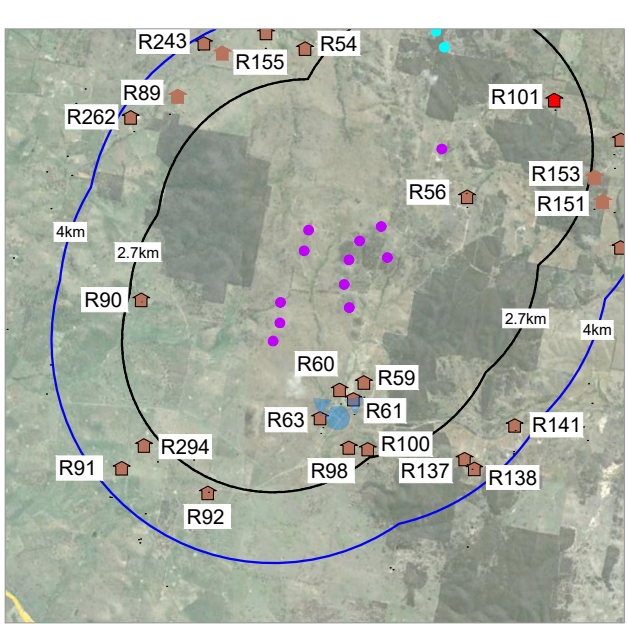 R243
R54
R155
R89
R101
R262
R153
R56
R151
4km
2.7km
R90
2.7km
4km
R60
R59
R61
R63
R141
R294
R100
R91
R98
R137
R138
R92